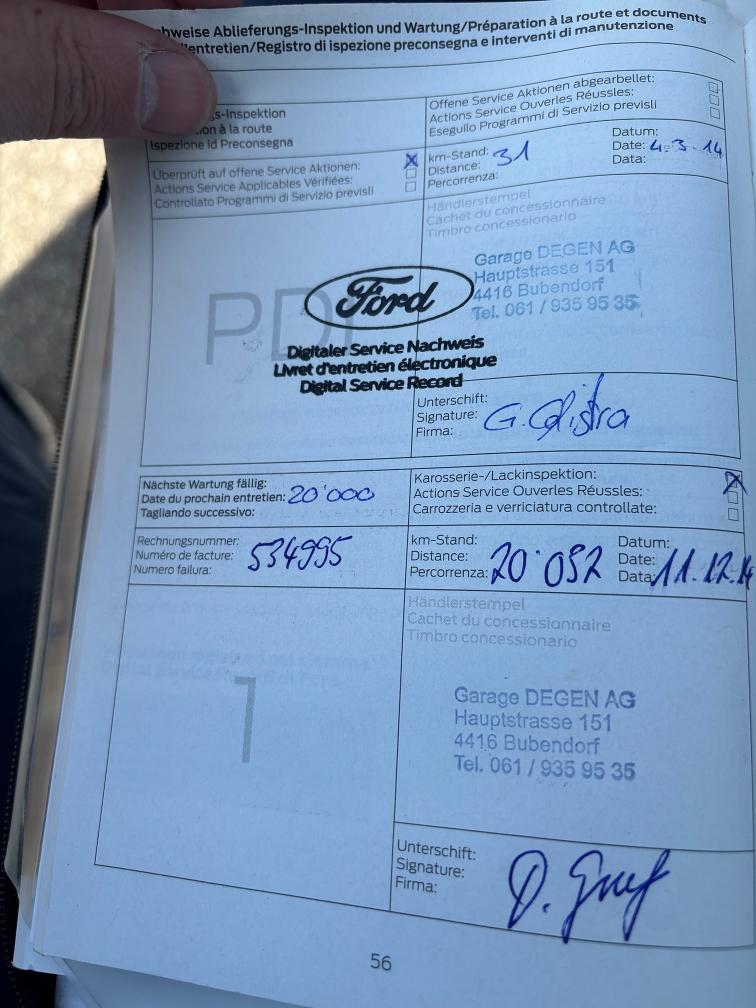 hweise Ablieferungs-Inspektion und Wartung/Préparation à la route et documents
entretien/Registro di ispezione preconsegna e interventi di manutenzione
s-Inspektion
on à la route
Ispezione id Preconsegna
Offene Service Aktionen abgearbellet:
Actions Service Ouverles Réussles:
Eseguilo Programmi di Servizio previsli
Überprüft auf offene Service Aktionen:
Actions Service Applicables Vérifiées:
Controllato Programmi di Servizio previsli
km-Stand:
Distance: 31
Percorrenza:
Datum:
Date: 4.3.14
Data:
Händlerstempel
Cachet du concessionnaire
Timbro concessionario
PDI
Garage DEGEN AG
Hauptstrasse 151
4416 Bubendorf
Tel. 061 / 935 95 35
Ford
Digitaler Service Nachweis
Livret d'entretien électronique
Digital Service Record
Unterschift:
Signature:
Firma:
Nächste Wartung fällig:
Date du prochain entretien: 20'000
Tagliando successivo:
Karosserie-/Lackinspektion:
Actions Service Ouverles Réussles:
Carrozzeria e verriciatura controllate:
Rechnungsnummer:
Numéro de facture: 534995
Numero failura:
km-Stand:
Distance:
Percorrenza: 20'052
Datum:
Date:
Data: 11.12.14
Händlerstempel
Cachet du concessionnaire
Timbro concessionario
1
Garage DEGEN AG
Hauptstrasse 151
4416 Bubendorf
Tel. 061 / 935 95 35
Unterschift:
Signature:
Firma:
56